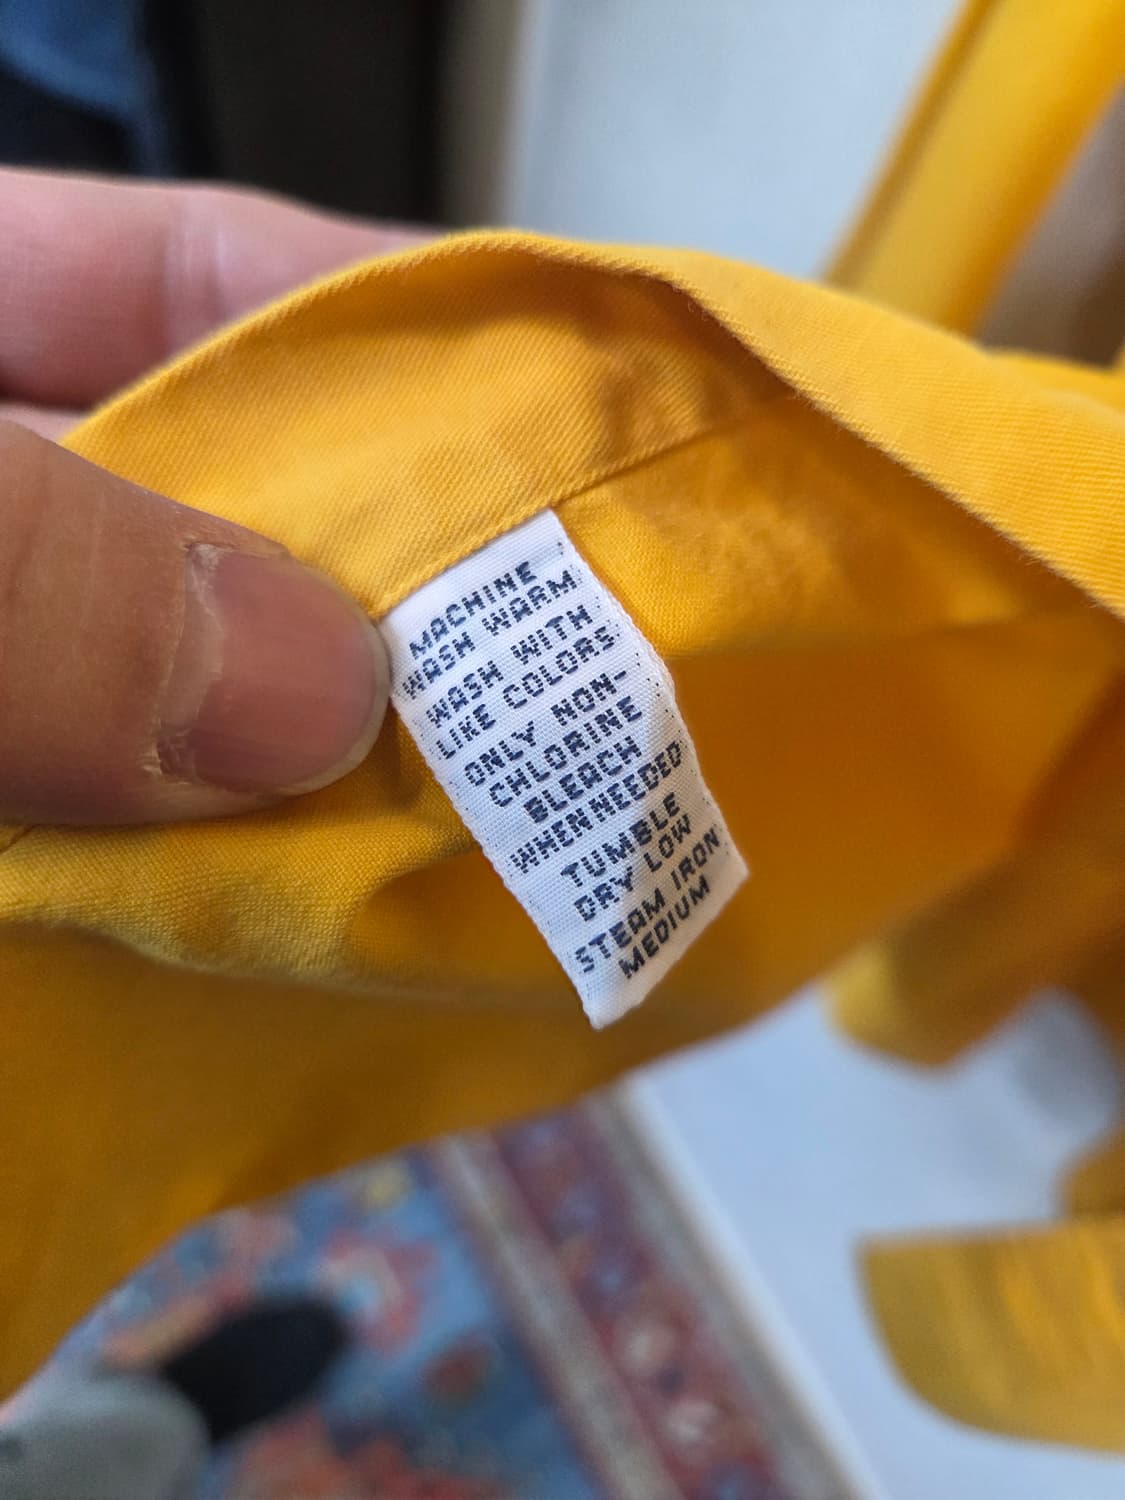 MACHINE
WASH WARM
WASH WITH
LIKE COLORS
ONLY NON-
CHLORINE
BLEACH
WHEN NEEDED
TUMBLE
DRY LOW
STEAM IRON
MEDIUM